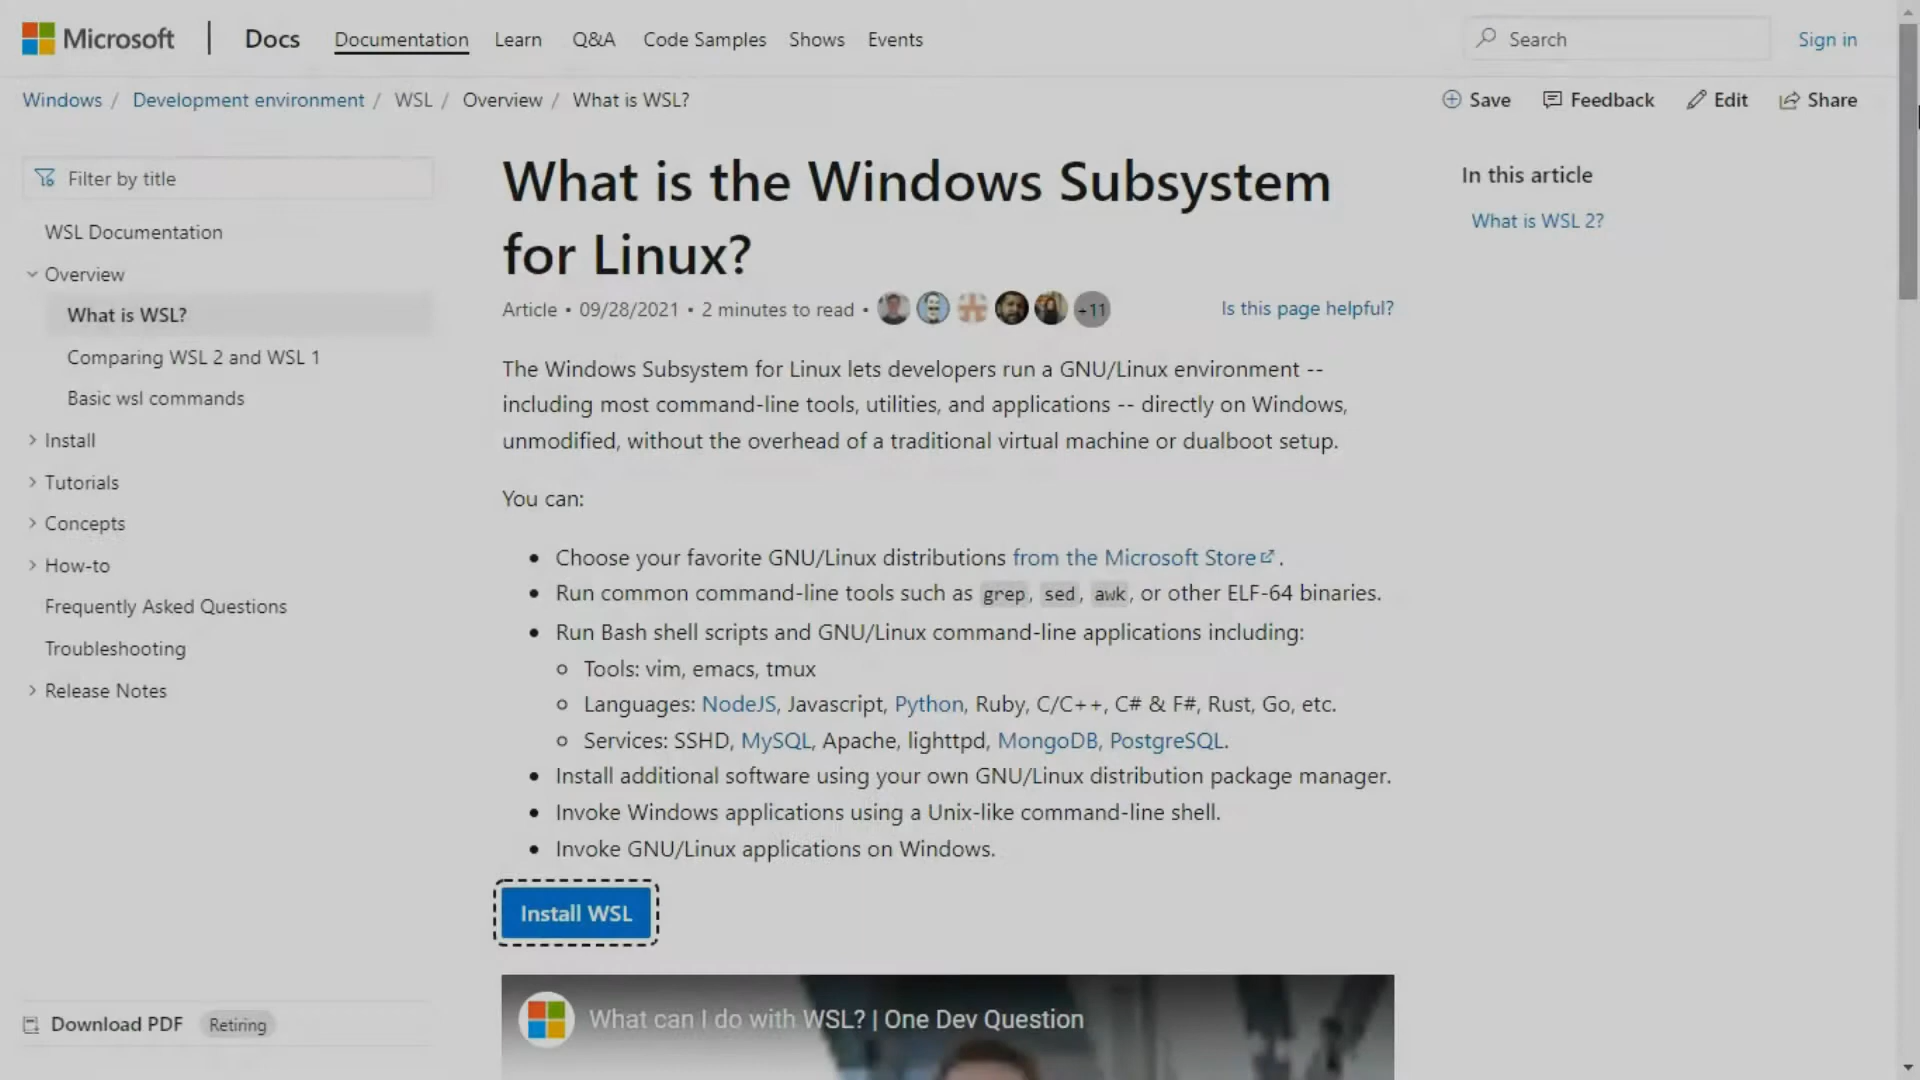 Microsoft | Docs Documentation Learn Q&A Code Samples Shows Events Search Sign in
Windows / Development environment / WSL / Overview / What is WSL? Save Feedback Edit Share
Filter by title
WSL Documentation
Overview
What is WSL?
Comparing WSL 2 and WSL 1
Basic wsl commands
Install
Tutorials
Concepts
How-to
Frequently Asked Questions
Troubleshooting
Release Notes
Download PDF Retiring
What is the Windows Subsystem
for Linux?
Article • 09/28/2021 • 2 minutes to read • +11 Is this page helpful?
The Windows Subsystem for Linux lets developers run a GNU/Linux environment --
including most command-line tools, utilities, and applications -- directly on Windows,
unmodified, without the overhead of a traditional virtual machine or dualboot setup.
You can:
• Choose your favorite GNU/Linux distributions from the Microsoft Store.
• Run common command-line tools such as grep, sed, awk, or other ELF-64 binaries.
• Run Bash shell scripts and GNU/Linux command-line applications including:
○ Tools: vim, emacs, tmux
○ Languages: NodeJS, Javascript, Python, Ruby, C/C++, C# & F#, Rust, Go, etc.
○ Services: SSHD, MySQL, Apache, lighttpd, MongoDB, PostgreSQL.
• Install additional software using your own GNU/Linux distribution package manager.
• Invoke Windows applications using a Unix-like command-line shell.
• Invoke GNU/Linux applications on Windows.
Install WSL
What can I do with WSL? | One Dev Question
In this article
What is WSL 2?